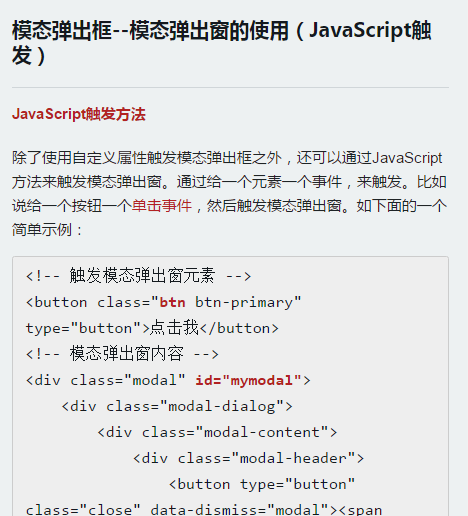 模态弹出框--模态弹出窗的使用（JavaScript触
发）
JavaScript触发方法
除了使用自定义属性触发模态弹出框之外，还可以通过JavaScript
方法来触发模态弹出窗。通过给一个元素一个事件，来触发。比如
说给一个按钮一个单击事件，然后触发模态弹出窗。如下面的一个
简单示例：
<!-- 触发模态弹出窗元素 -->
<button class="btn btn-primary"
type="button">点击我</button>
<!-- 模态弹出窗内容 -->
<div class="modal" id="mymodal">
    <div class="modal-dialog">
        <div class="modal-content">
            <div class="modal-header">
                <button type="button"
class="close" data-dismiss="modal"><span